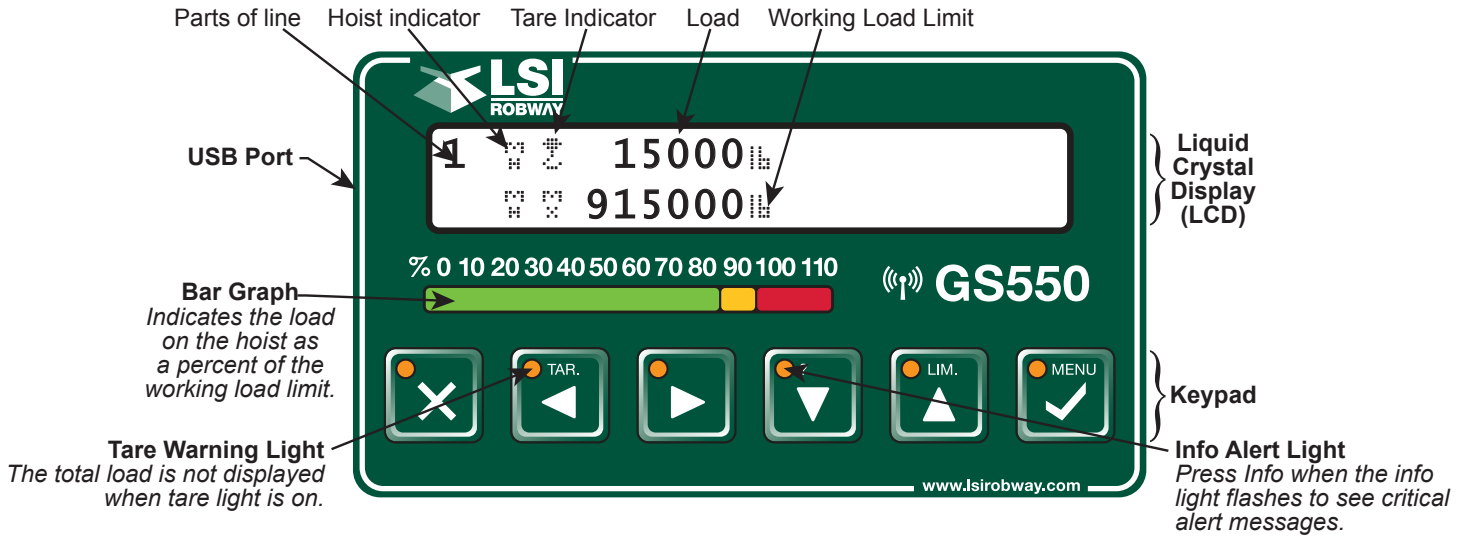 Parts of line Hoist indicator Tare Indicator Load Working Load Limit
LSI
ROBWAY
USB Port
1 15000 lb
915000 lb
Liquid
Crystal
Display
(LCD)
% 0 10 20 30 40 50 60 70 80 90 100 110
GS550
Bar Graph
Indicates the load
on the hoist as
a percent of the
working load limit.
TAR.
LIM.
MENU
Keypad
Tare Warning Light
The total load is not displayed
when tare light is on.
Info Alert Light
Press Info when the info
light flashes to see critical
alert messages.
www.lsirobway.com